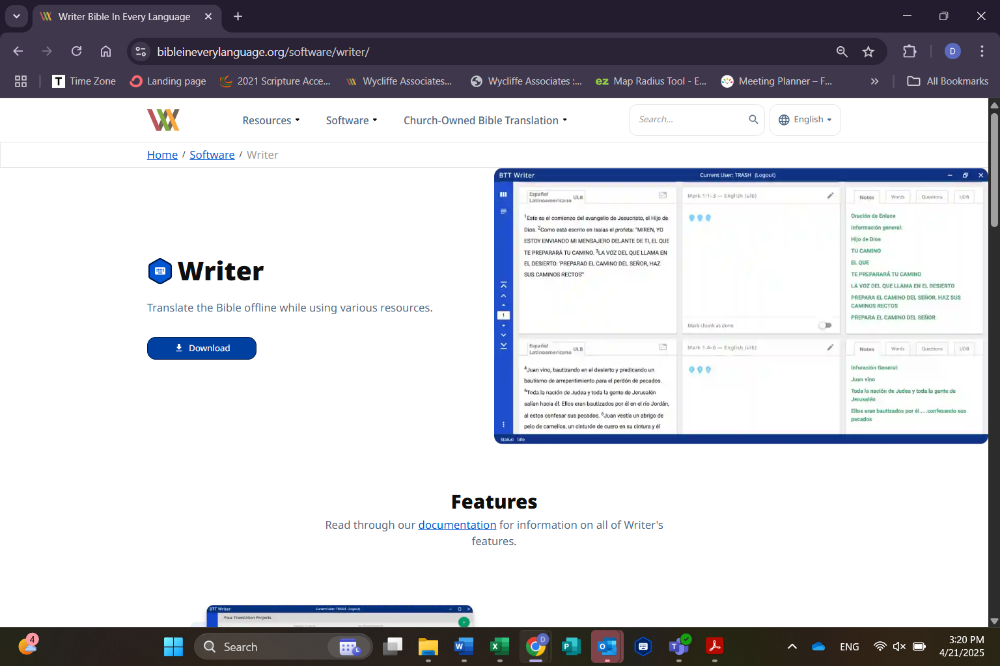 Writer Bible In Every Language
bibleineverylanguage.org/software/writer/
D
T Time Zone
Landing page
2021 Scripture Acce...
Wycliffe Associates...
Wycliffe Associates :...
ez Map Radius Tool - E...
Meeting Planner – F...
All Bookmarks
Resources
Software
Church-Owned Bible Translation
Search...
English
Home / Software / Writer
BTT Writer
Current User: TRASH (Logout)
Español
Latinoamericano ULB
1Este es el comienzo del evangelio de Jesucristo, el Hijo de
Dios. 2Como está escrito en Isaías el profeta: "MIREN, YO
ESTOY ENVIANDO MI MENSAJERO DELANTE DE TI, EL QUE
TE PREPARARÁ TU CAMINO. 3LA VOZ DEL QUE LLAMA EN
EL DESIERTO: 'PREPARAD EL CAMINO DEL SEÑOR, HAZ
SUS CAMINOS RECTOS'"
Mark 1:1-3 — English (ulb)
Mark chunk as done
Notes Words Questions UDB
Oración de Enlace
Información general:
Hijo de Dios
TU CAMINO
EL QUE
TE PREPARARÁ TU CAMINO
LA VOZ DEL QUE LLAMA EN EL DESIERTO
PREPARA EL CAMINO DEL SEÑOR, HAZ SUS
CAMINOS RECTOS
PREPARA EL CAMINO DEL SEÑOR
1
Español
Latinoamericano ULB
4Juan vino, bautizando en el desierto y predicando un
bautismo de arrepentimiento para el perdón de pecados.
5Toda la nación de Judea y toda la gente de Jerusalén
salían hacia él. Ellos eran bautizados por él en el río Jordán,
al estos confesar sus pecados. 6Juan vestía un abrigo de
pelo de camellos, un cinturón de cuero en su cintura y él
Mark 1:4-6 — English (ulb)
Notes Words Questions UDB
Inforación General:
Juan vino
Toda la nación de Judea y toda la gente de
Jerusalén
Ellos eran bautizados por él.....confesando sus
pecados
Status: Idle
Writer
Translate the Bible offline while using various resources.
Download
Features
Read through our documentation for information on all of Writer's
features.
BTT Writer
Current User: TRASH (Logout)
Your Translation Projects
4
Search
D
ENG
3:20 PM
4/21/2025